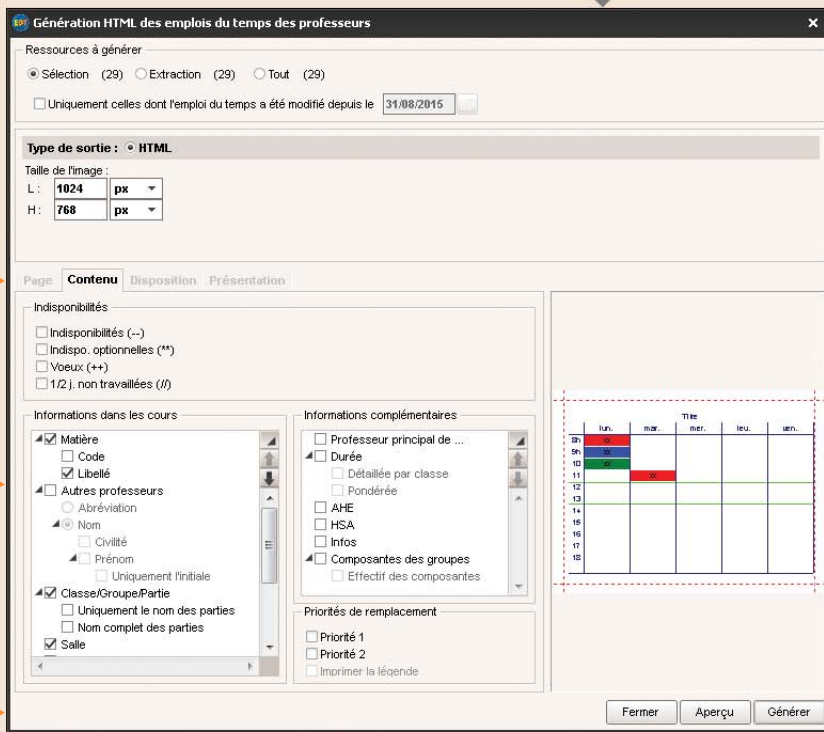 EDT Génération HTML des emplois du temps des professeurs x
Ressources à générer
Sélection (29) Extraction (29) Tout (29)
Uniquement celles dont l'emploi du temps a été modifié depuis le 31/08/2015
Type de sortie : HTML
Taille de l'image :
L : 1024 px
H : 768 px
Page Contenu Disposition Présentation
Indisponibilités
Indisponibilités (--)
Indispo. optionnelles (**)
Voeux (++)
1/2 j. non travaillées (//)
Informations dans les cours
Matière
Code
Libellé
Autres professeurs
Abréviation
Nom
Civilité
Prénom
Uniquement l'initiale
Classe/Groupe/Partie
Uniquement le nom des parties
Nom complet des parties
Salle
Informations complémentaires
Professeur principal de ...
Durée
Détaillée par classe
Pondérée
AHE
HSA
Infos
Composantes des groupes
Effectif des composantes
Priorités de remplacement
Priorité 1
Priorité 2
Imprimer la légende
Titre
lun. mar. mer. jeu. ven.
8h xx
9h xx
10 xx
11 xx
12
13
14
15
16
17
18
Fermer Aperçu Générer